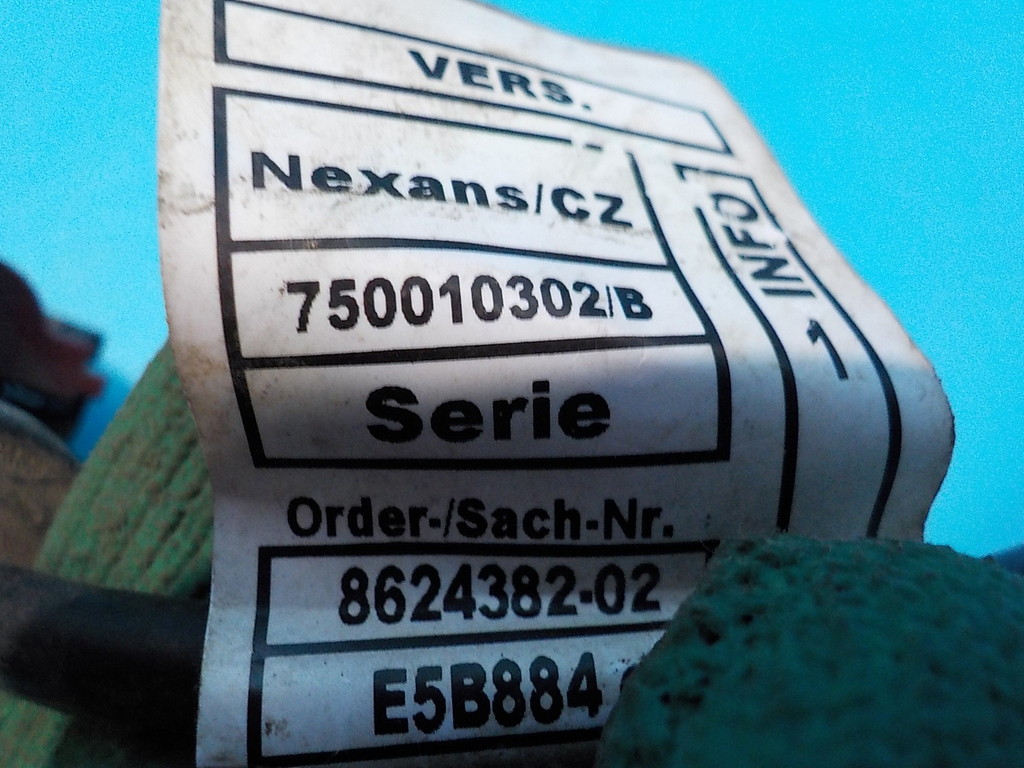 VERS.
Nexans/CZ
INFO
1
750010302/B
Serie
Order-/Sach-Nr.
8624382-02
E5B884